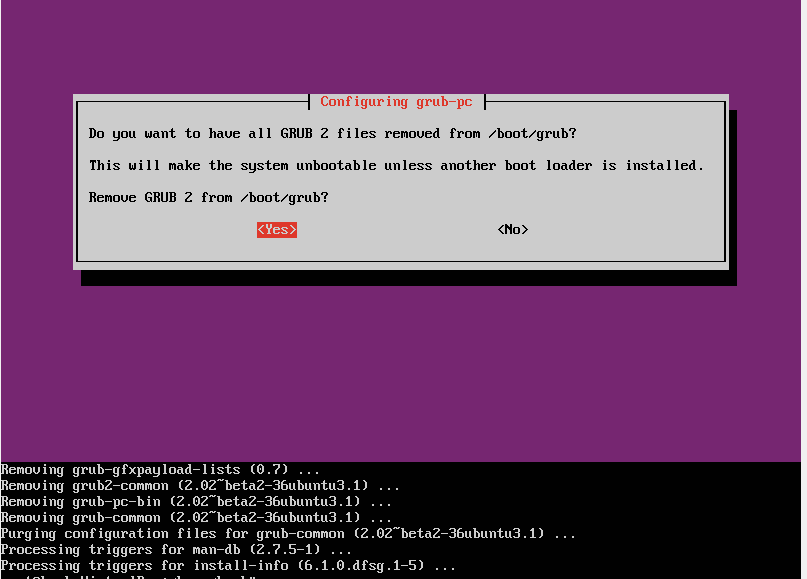 Configuring grub-pc
Do you want to have all GRUB 2 files removed from /boot/grub?
This will make the system unbootable unless another boot loader is installed.
Remove GRUB 2 from /boot/grub?
<Yes> <No>
Removing grub-gfxpayload-lists (0.7) ...
Removing grub2-common (2.02~beta2-36ubuntu3.1) ...
Removing grub-pc-bin (2.02~beta2-36ubuntu3.1) ...
Removing grub-common (2.02~beta2-36ubuntu3.1) ...
Purging configuration files for grub-common (2.02~beta2-36ubuntu3.1) ...
Processing triggers for man-db (2.7.5-1) ...
Processing triggers for install-info (6.1.0.dfsg.1-5) ...